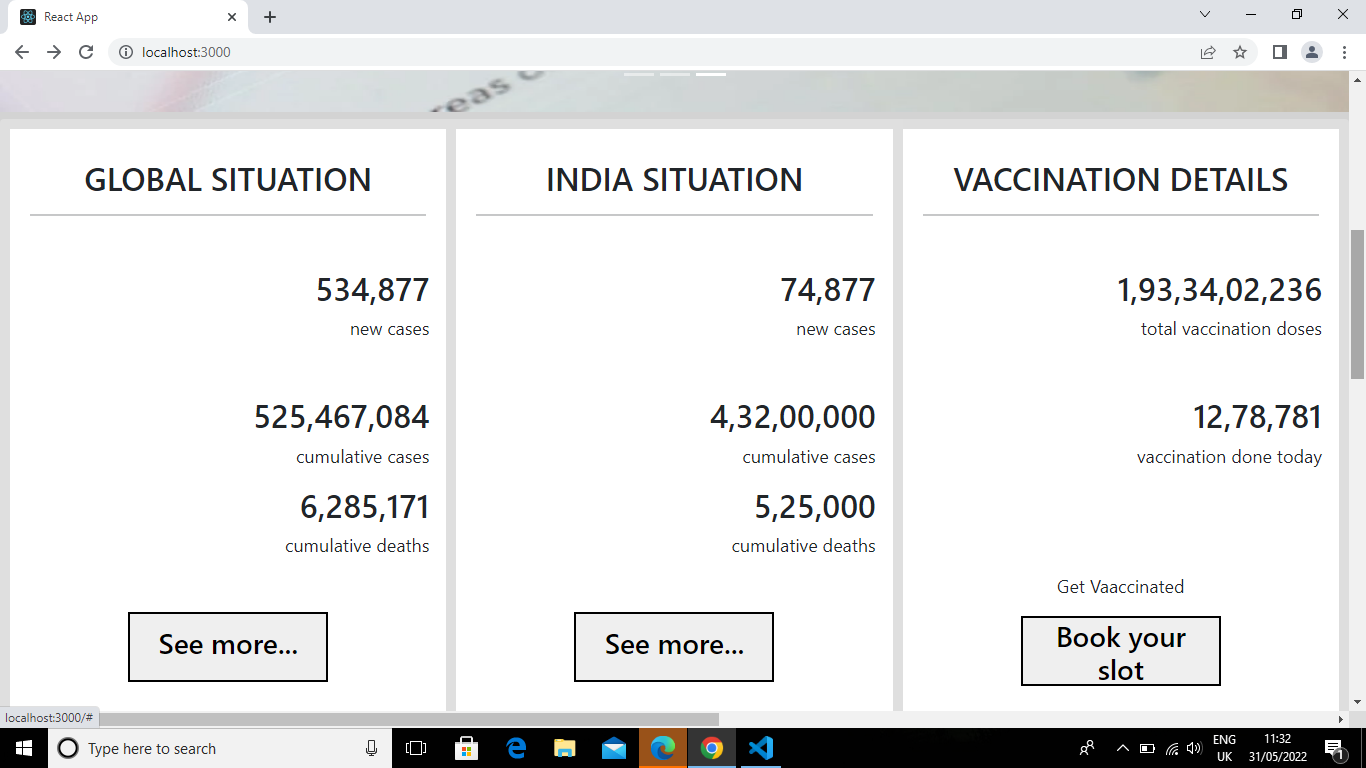 React App
localhost:3000
reas o
GLOBAL SITUATION
534,877
new cases
525,467,084
cumulative cases
6,285,171
cumulative deaths
See more...
INDIA SITUATION
74,877
new cases
4,32,00,000
cumulative cases
5,25,000
cumulative deaths
See more...
VACCINATION DETAILS
1,93,34,02,236
total vaccination doses
12,78,781
vaccination done today
Get Vaaccinated
Book your
slot
localhost:3000/#
Type here to search
ENG
UK
11:32
31/05/2022
1